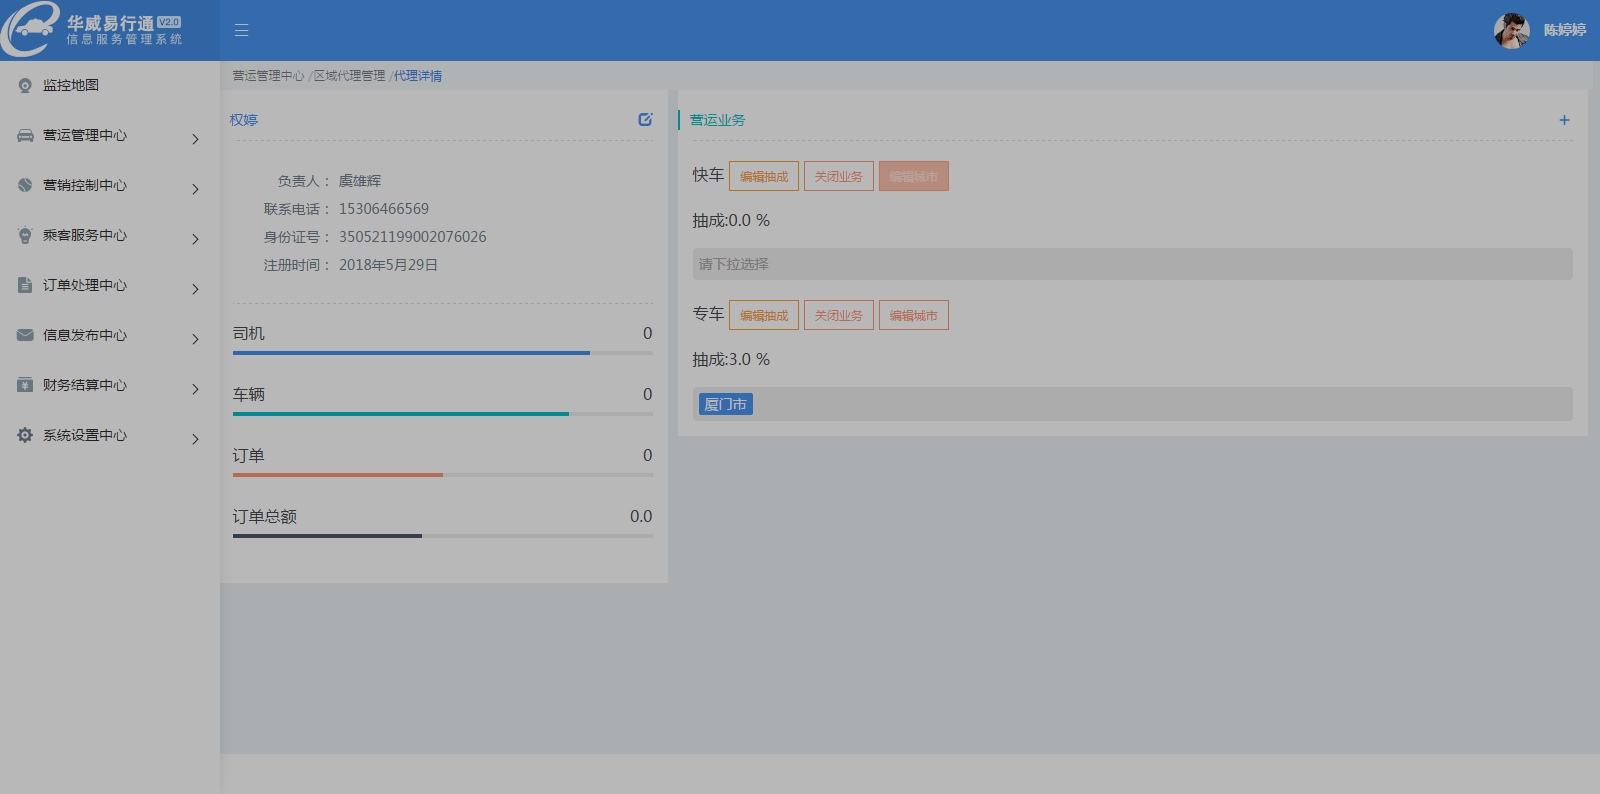 华威易行通 V2.0
信息服务管理系统
陈婷婷
监控地图
营运管理中心
营销控制中心
乘客服务中心
订单处理中心
信息发布中心
财务结算中心
系统设置中心
营运管理中心 /区域代理管理 /代理详情
权婷
负责人： 虞雄辉
联系电话： 15306466569
身份证号： 350521199002076026
注册时间： 2018年5月29日
司机 0
车辆 0
订单 0
订单总额 0.0
营运业务 +
快车 编辑抽成 关闭业务 编辑城市
抽成:0.0 %
请下拉选择
专车 编辑抽成 关闭业务 编辑城市
抽成:3.0 %
厦门市